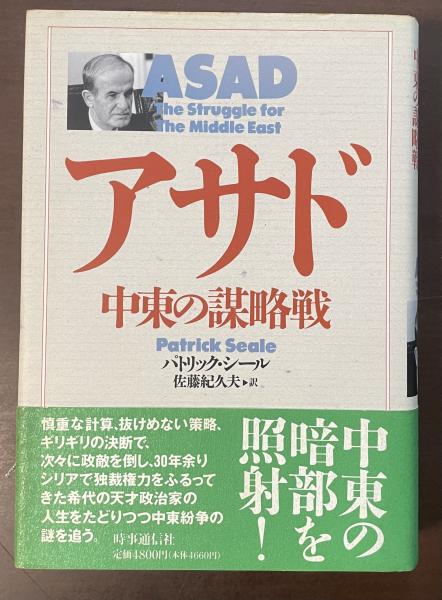 ASAD
The Struggle for
The Middle East
アサド
中東の謀略戦
Patrick Seale
パトリック・シール
佐藤紀久夫▶訳
中東の
暗部を
照射!
慎重な計算、抜けめない策略、
ギリギリの決断で、
次々に政敵を倒し、30年余り
シリアで独裁権力をふるって
きた希代の天才政治家の
人生をたどりつつ中東紛争の
謎を追う。
時事通信社
定価4800円(本体4660円)
中東の謀略戦